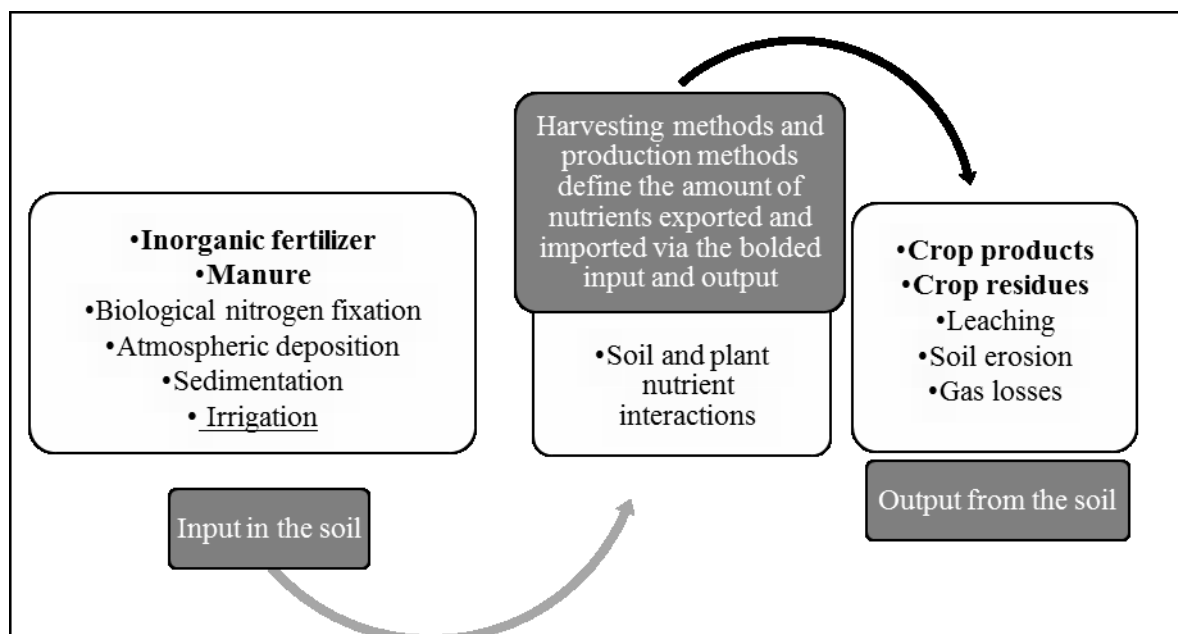 •Inorganic fertilizer
•Manure
•Biological nitrogen fixation
•Atmospheric deposition
•Sedimentation
• Irrigation
Input in the soil
Harvesting methods and
production methods
define the amount of
nutrients exported and
imported via the bolded
input and output
•Soil and plant
nutrient
interactions
•Crop products
•Crop residues
•Leaching
•Soil erosion
•Gas losses
Output from the soil